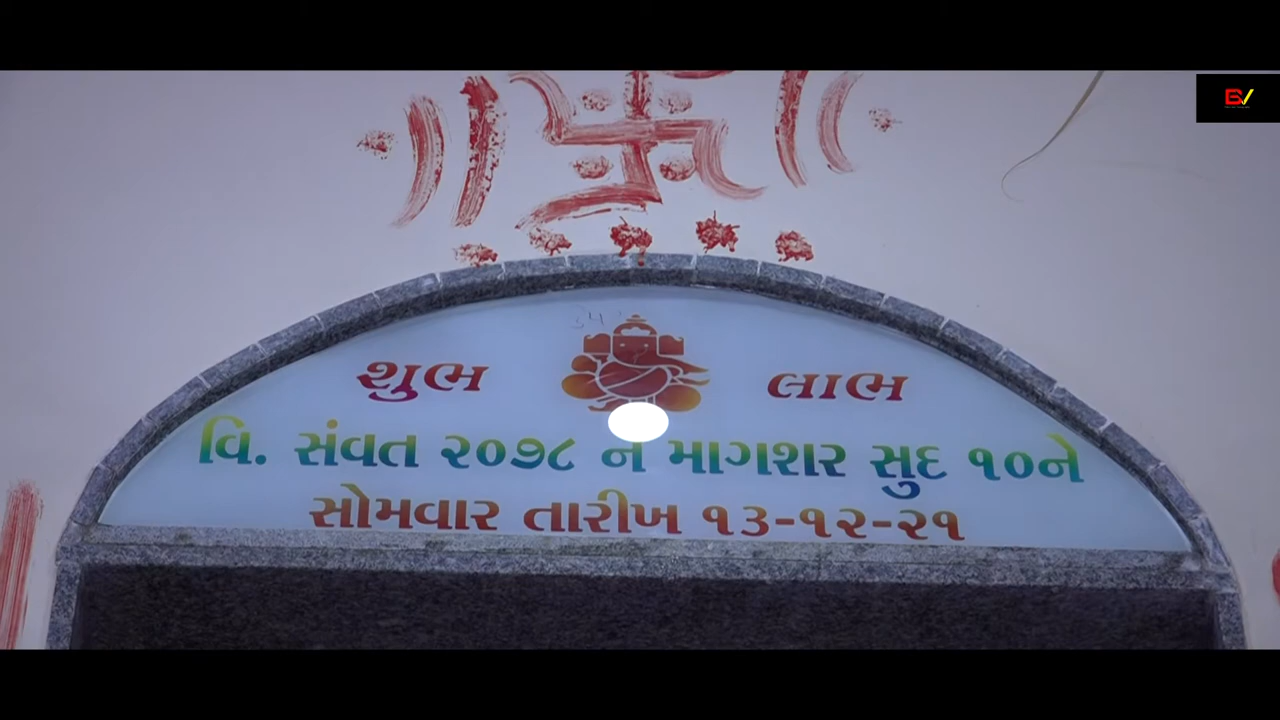 શુભ લાભ
વિ. સંવત ૨૦૭૮ ને માગશર સુદ ૧૦ને
સોમવાર તારીખ ૧૩-૧૨-૨૧